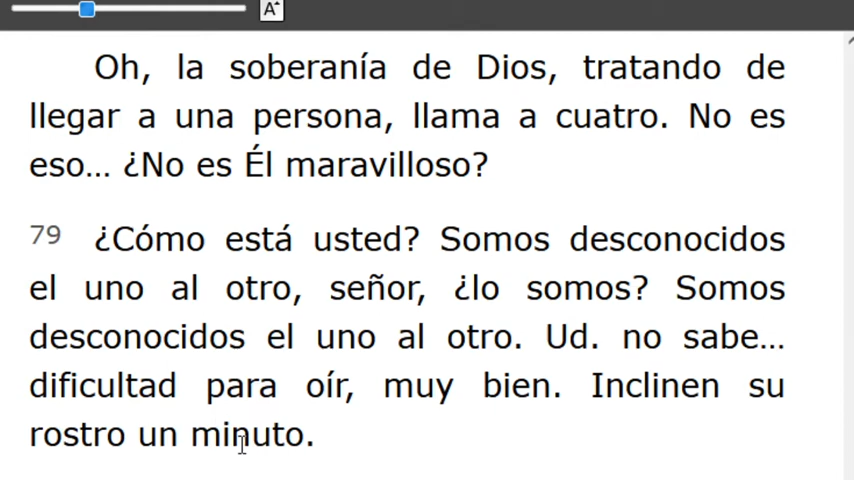 A
Oh, la soberanía de Dios, tratando de
llegar a una persona, llama a cuatro. No es
eso... ¿No es Él maravilloso?
79 ¿Cómo está usted? Somos desconocidos
el uno al otro, señor, ¿lo somos? Somos
desconocidos el uno al otro. Ud. no sabe...
dificultad para oír, muy bien. Inclinen su
rostro un minuto.